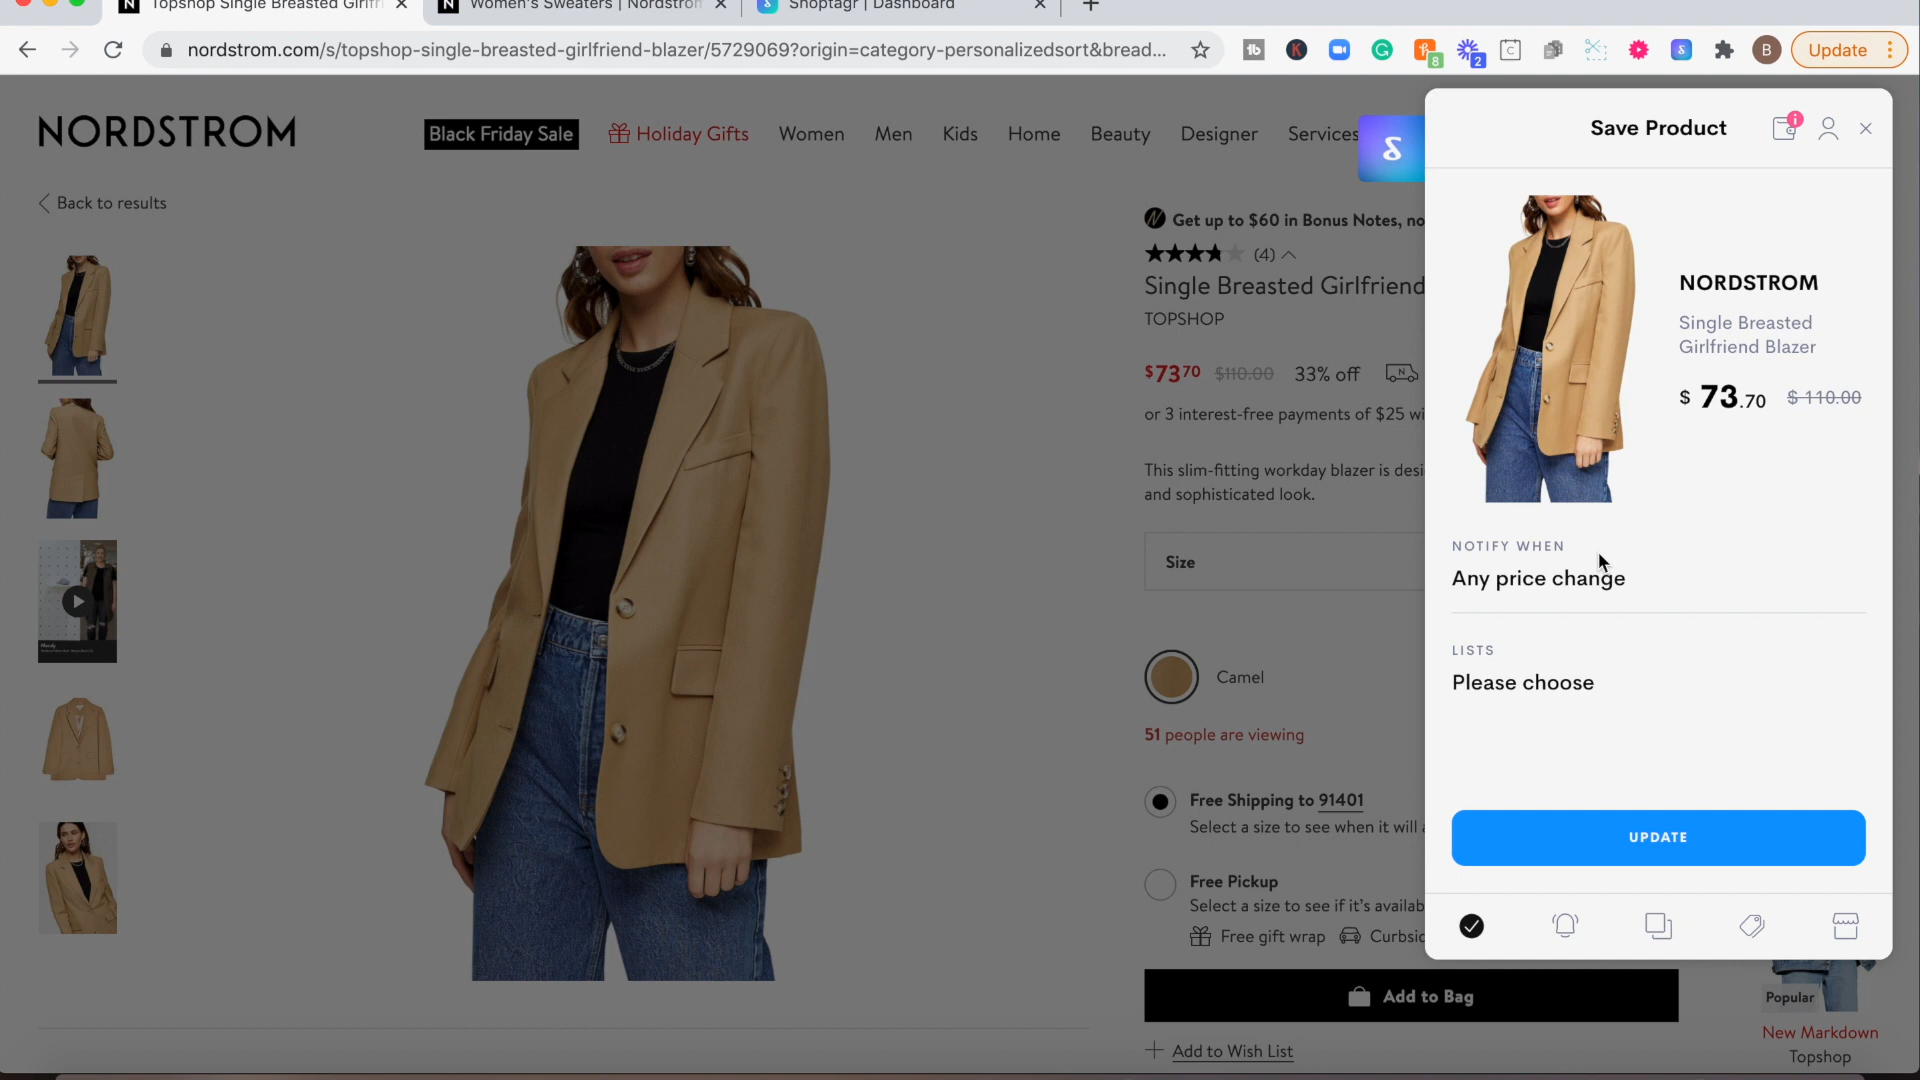 Topshop Single Breasted Girlfri
Women's Sweaters | Nordstrom
Shoptagr | Dashboard
nordstrom.com/s/topshop-single-breasted-girlfriend-blazer/5729069?origin=category-personalizedsort&bread...
8
2
B
Update
NORDSTROM
Black Friday Sale
Holiday Gifts
Women
Men
Kids
Home
Beauty
Designer
Services
Back to results
Get up to $60 in Bonus Notes, no
(4)
Single Breasted Girlfriend
TOPSHOP
$73.70 $110.00 33% off
or 3 interest-free payments of $25 wi
This slim-fitting workday blazer is desi
and sophisticated look.
Size
Camel
51 people are viewing
Free Shipping to 91401
Select a size to see when it will a
Free Pickup
Select a size to see if it's availab
Free gift wrap Curbsid
Add to Bag
Add to Wish List
Save Product
NORDSTROM
Single Breasted
Girlfriend Blazer
$ 73.70 $ 110.00
NOTIFY WHEN
Any price change
LISTS
Please choose
UPDATE
Popular
New Markdown
Topshop